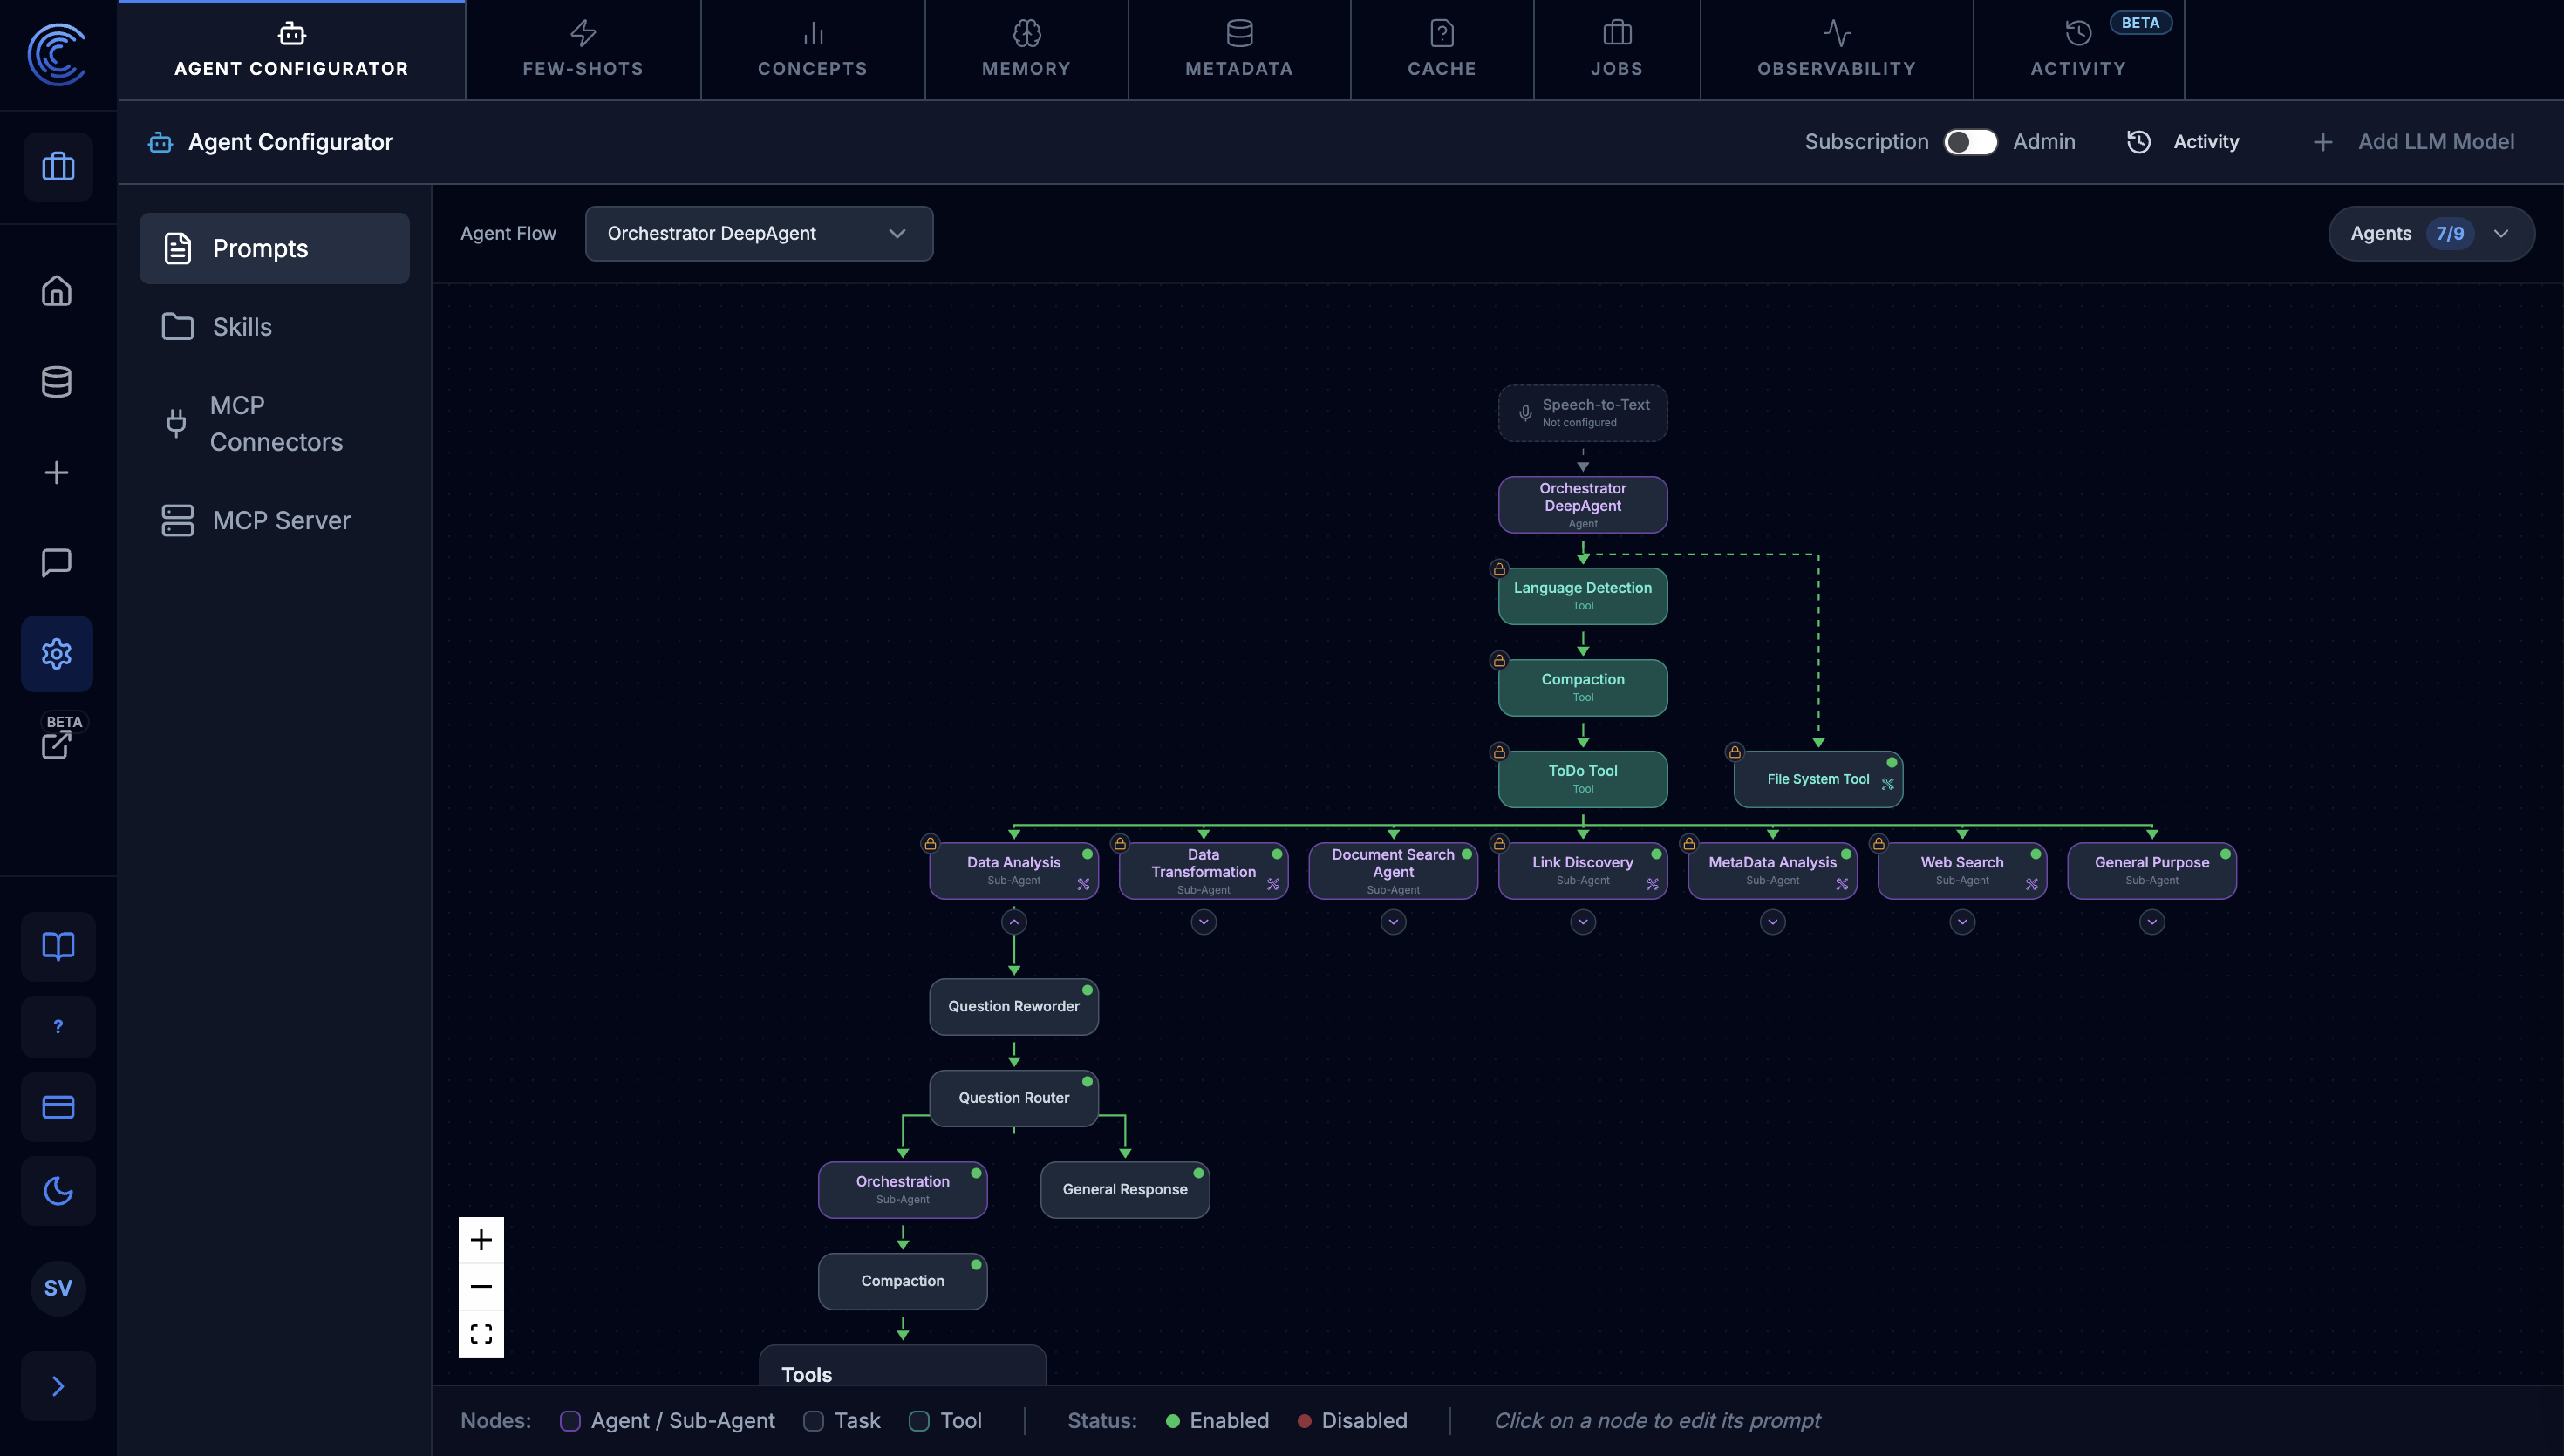 AGENT CONFIGURATOR
FEW-SHOTS
CONCEPTS
MEMORY
METADATA
CACHE
JOBS
OBSERVABILITY
ACTIVITY
BETA
Agent Configurator
Subscription
Admin
Activity
Add LLM Model
Prompts
Skills
MCP
Connectors
MCP Server
BETA
?
SV
Agent Flow
Orchestrator DeepAgent
Agents 7/9
Speech-to-Text
Not configured
Orchestrator
DeepAgent
Agent
Language Detection
Tool
Compaction
Tool
ToDo Tool
Tool
File System Tool
Data Analysis
Sub-Agent
Data
Transformation
Sub-Agent
Document Search
Agent
Sub-Agent
Link Discovery
Sub-Agent
MetaData Analysis
Sub-Agent
Web Search
Sub-Agent
General Purpose
Sub-Agent
Question Reworder
Question Router
Orchestration
Sub-Agent
General Response
Compaction
Tools
Nodes: Agent / Sub-Agent Task Tool Status: Enabled Disabled Click on a node to edit its prompt